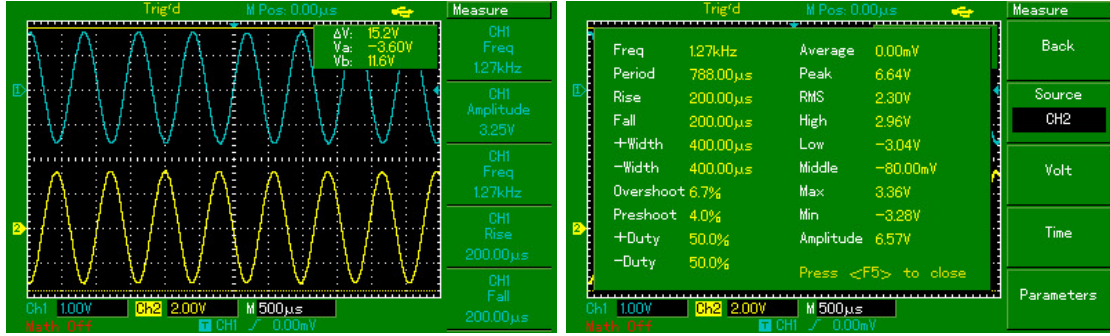 Trig'd M Pos: 0.00μs Measure
ΔV: 15.2V
Va: -3.60V
Vb: 11.6V
CH1
Freq
1.27kHz
CH1
Amplitude
3.25V
CH1
Freq
1.27kHz
CH1
Rise
200.00μs
CH1
Fall
200.00μs
1
2
Ch1 1.00V Ch2 2.00V M 500μs
Math Off T CH1 0.00mV
Trig'd M Pos: 0.00μs Measure
Freq 1.27kHz Average 0.00mV
Period 788.00μs Peak 6.64V
Rise 200.00μs RMS 2.30V
Fall 200.00μs High 2.96V
+Width 400.00μs Low -3.04V
-Width 400.00μs Middle -80.00mV
Overshoot 6.7% Max 3.36V
Preshoot 4.0% Min -3.28V
+Duty 50.0% Amplitude 6.57V
-Duty 50.0% Press <F5> to close
Back
Source
CH2
Volt
Time
Parameters
1
2
Ch1 1.00V Ch2 2.00V M 500μs
Math Off T CH1 0.00mV